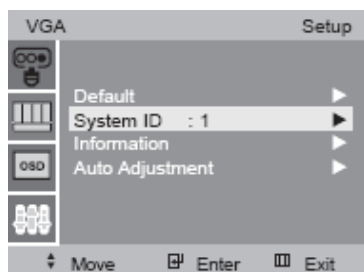 VGA Setup
Default
System ID : 1
Information
OSD
Auto Adjustment
Move Enter Exit